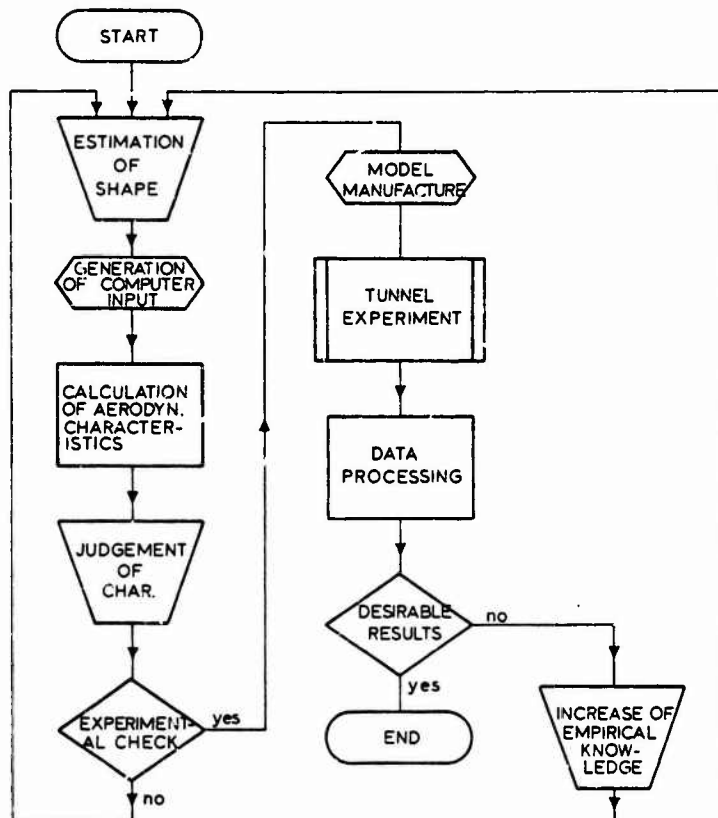 START
ESTIMATION
OF
SHAPE
GENERATION
OF COMPUTER
INPUT
CALCULATION
OF AERODYN.
CHARACTER-
ISTICS
JUDGEMENT
OF
CHAR.
EXPERIMENT-
AL CHECK
yes
no
MODEL
MANUFACTURE
TUNNEL
EXPERIMENT
DATA
PROCESSING
DESIRABLE
RESULTS
no
yes
END
INCREASE OF
EMPIRICAL
KNOW-
LEDGE